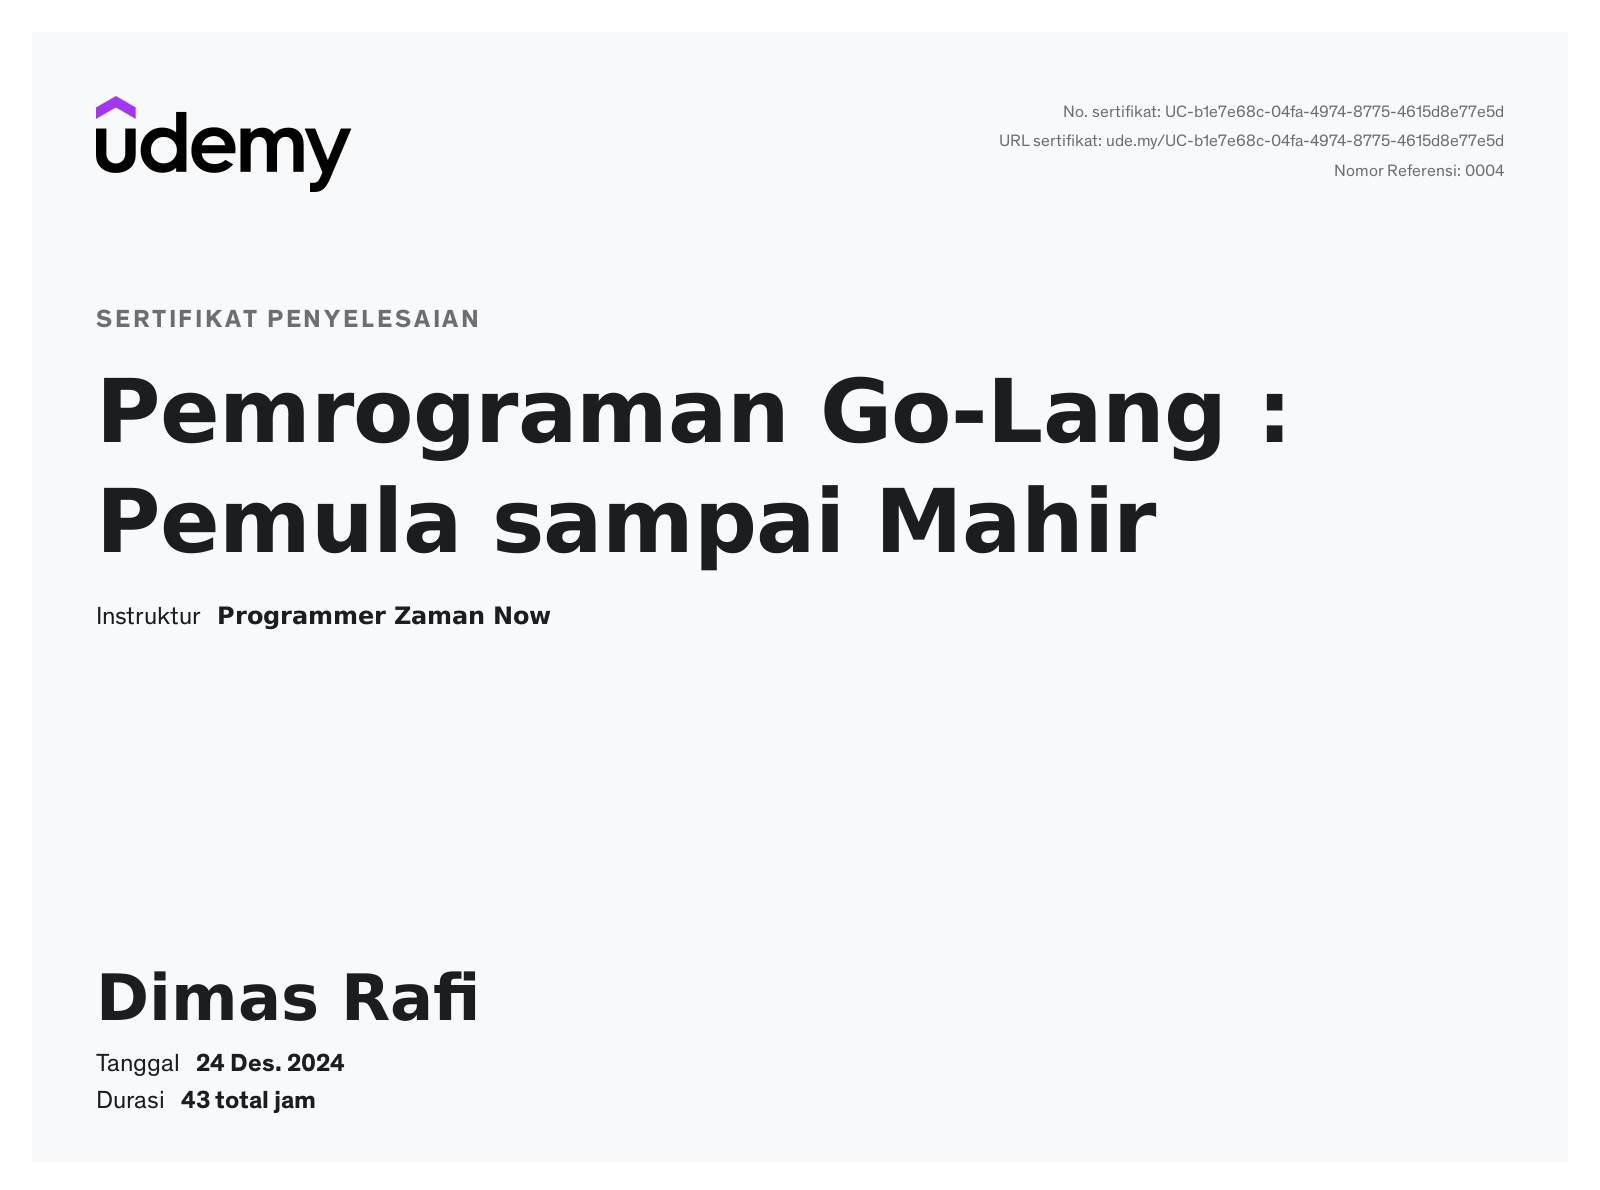 udemy
No. sertifikat: UC-b1e7e68c-04fa-4974-8775-4615d8e77e5d
URL sertifikat: ude.my/UC-b1e7e68c-04fa-4974-8775-4615d8e77e5d
Nomor Referensi: 0004
SERTIFIKAT PENYELESAIAN
Pemrograman Go-Lang :
Pemula sampai Mahir
Instruktur Programmer Zaman Now
Dimas Rafi
Tanggal 24 Des. 2024
Durasi 43 total jam